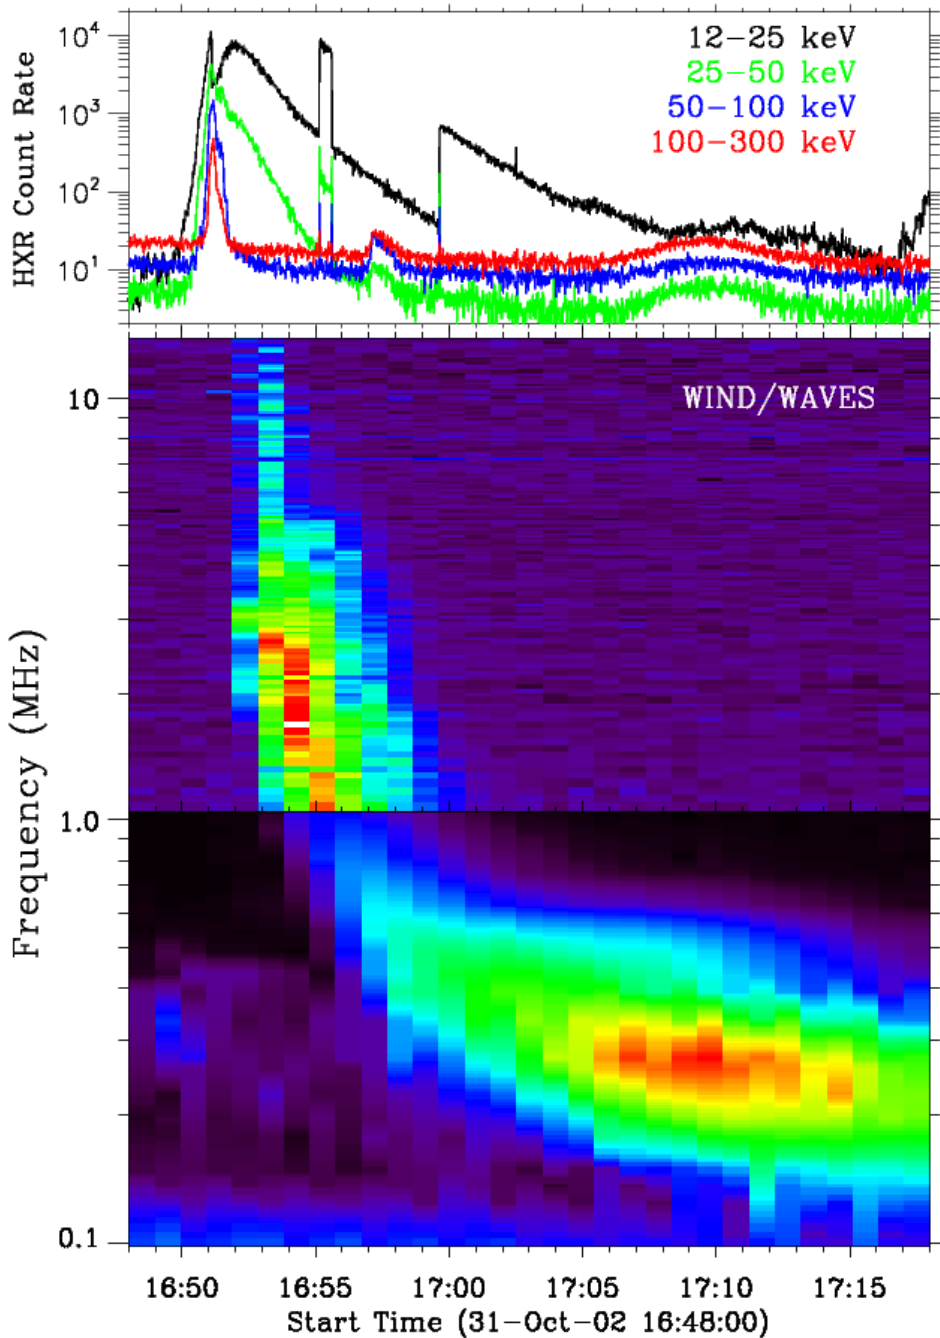 10⁴
10³
10²
10¹
HXR Count Rate
12-25 keV
25-50 keV
50-100 keV
100-300 keV
WIND/WAVES
10
1.0
0.1
Frequency (MHz)
16:50 16:55 17:00 17:05 17:10 17:15
Start Time (31-Oct-02 16:48:00)